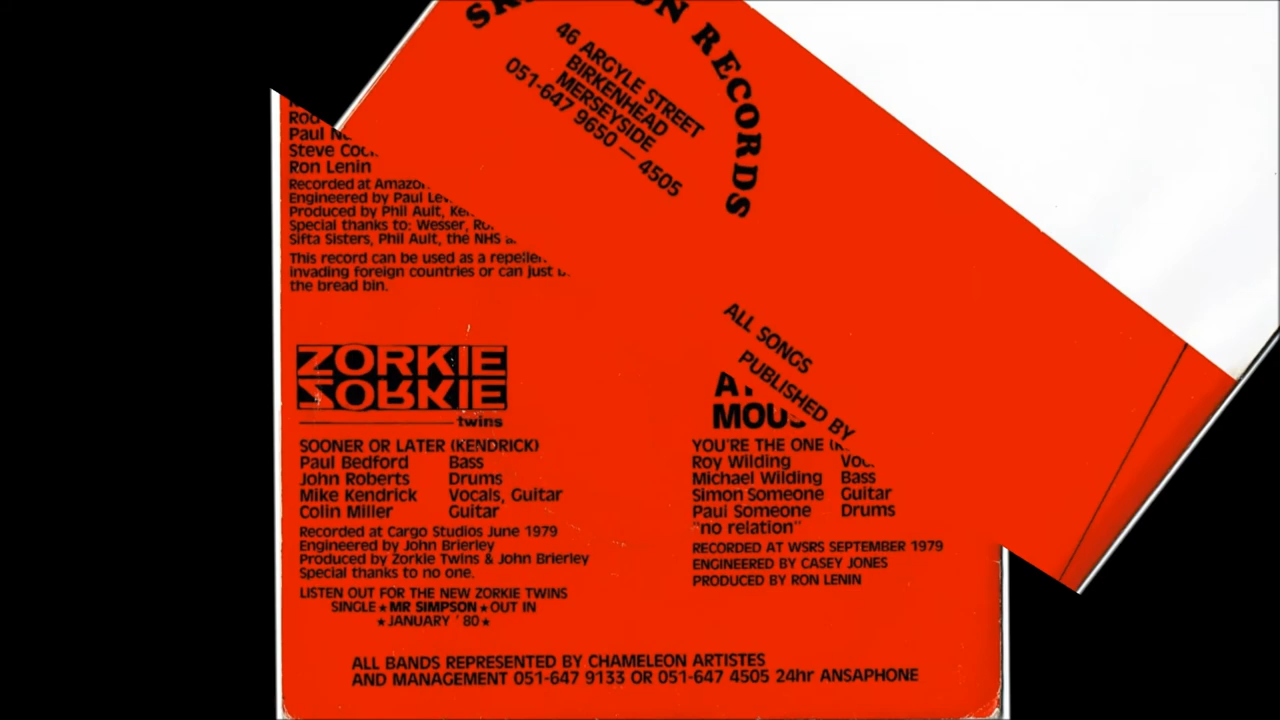 RECORDS
46 ARGYLE STREET
BIRKENHEAD
MERSEYSIDE
051-647 9650 — 4505
Paul
Ron Lenin
Recorded at
Engineered by Paul
Produced by Phil Ault,
Special thanks to: Wesser,
Sifta Sisters, Phil Ault, the NHS
This record can be used as a
invading foreign countries or can just
the bread bin.
ALL SONGS
PUBLISHED BY
ZORKIE
ZORKIE
twins
SOONER OR LATER (KENDRICK)
Paul Bedford Bass
John Roberts Drums
Mike Kendrick Vocals, Guitar
Colin Miller Guitar
Recorded at Cargo Studios June 1979
Engineered by John Brierley
Produced by Zorkie Twins & John Brierley
Special thanks to no one.
LISTEN OUT FOR THE NEW ZORKIE TWINS
SINGLE ★ MR SIMPSON ★ OUT IN
★ JANUARY ' 80 ★
YOU'RE THE ONE
Roy Wilding
Michael Wilding Bass
Simon Someone Guitar
Paul Someone Drums
"no relation"
RECORDED AT WSRS SEPTEMBER 1979
ENGINEERED BY CASEY JONES
PRODUCED BY RON LENIN
ALL BANDS REPRESENTED BY CHAMELEON ARTISTES
AND MANAGEMENT 051-647 9133 OR 051-647 4505 24hr ANSAPHONE